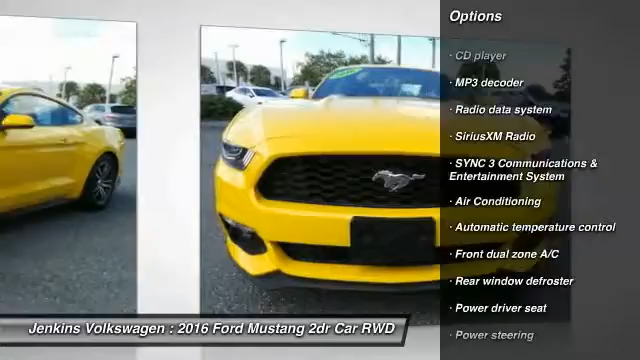 Options
· CD player
· MP3 decoder
· Radio data system
· SiriusXM Radio
· SYNC 3 Communications &
Entertainment System
· Air Conditioning
· Automatic temperature control
· Front dual zone A/C
· Rear window defroster
· Power driver seat
· Power steering
Jenkins Volkswagen : 2016 Ford Mustang 2dr Car RWD